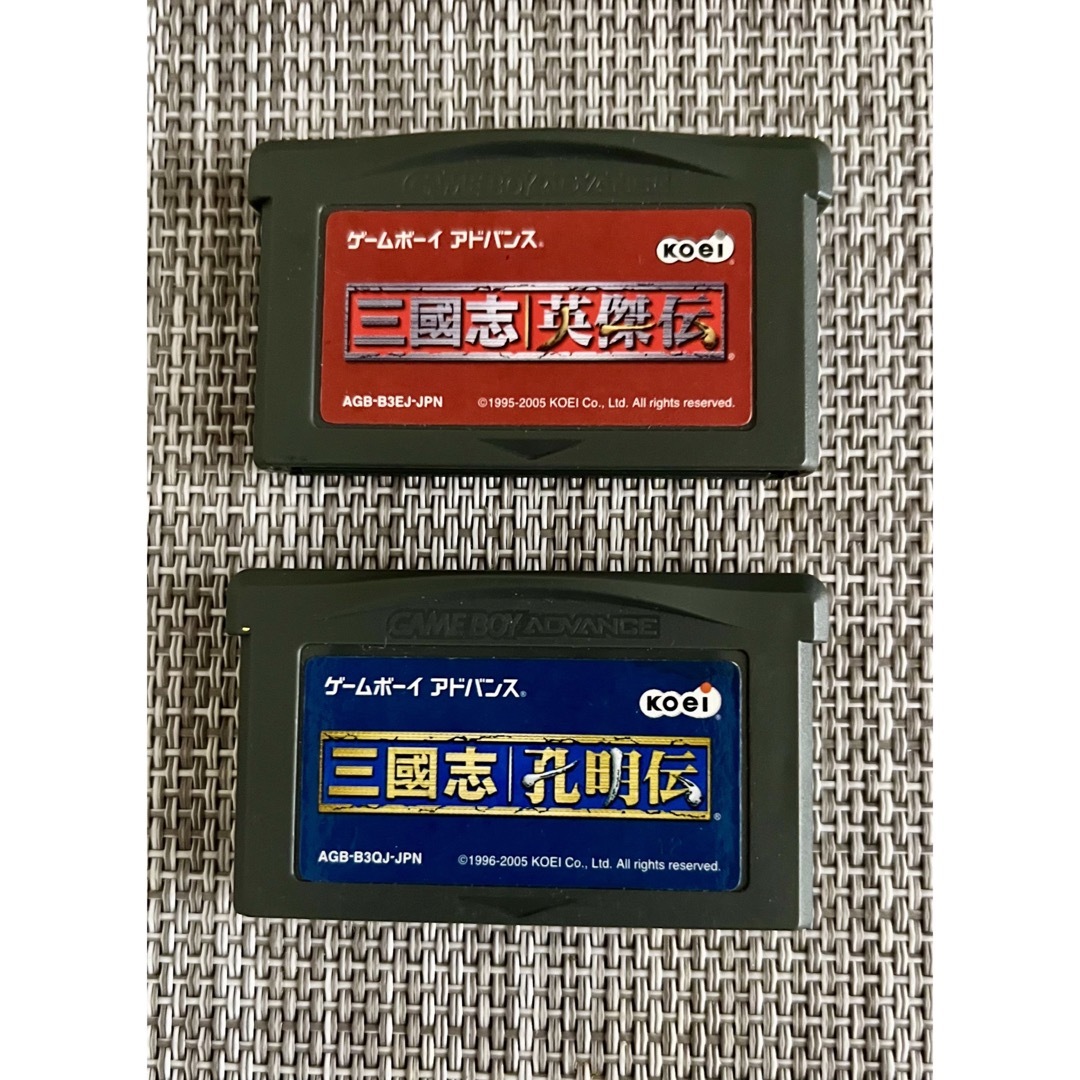 GAME BOY ADVANCE
ゲームボーイ アドバンス®
KOEI®
三國志 英傑伝®
AGB-B3EJ-JPN ©1995-2005 KOEI Co., Ltd. All rights reserved.
GAME BOY ADVANCE
ゲームボーイ アドバンス®
KOEI®
三國志 孔明伝®
AGB-B3QJ-JPN ©1996-2005 KOEI Co., Ltd. All rights reserved.